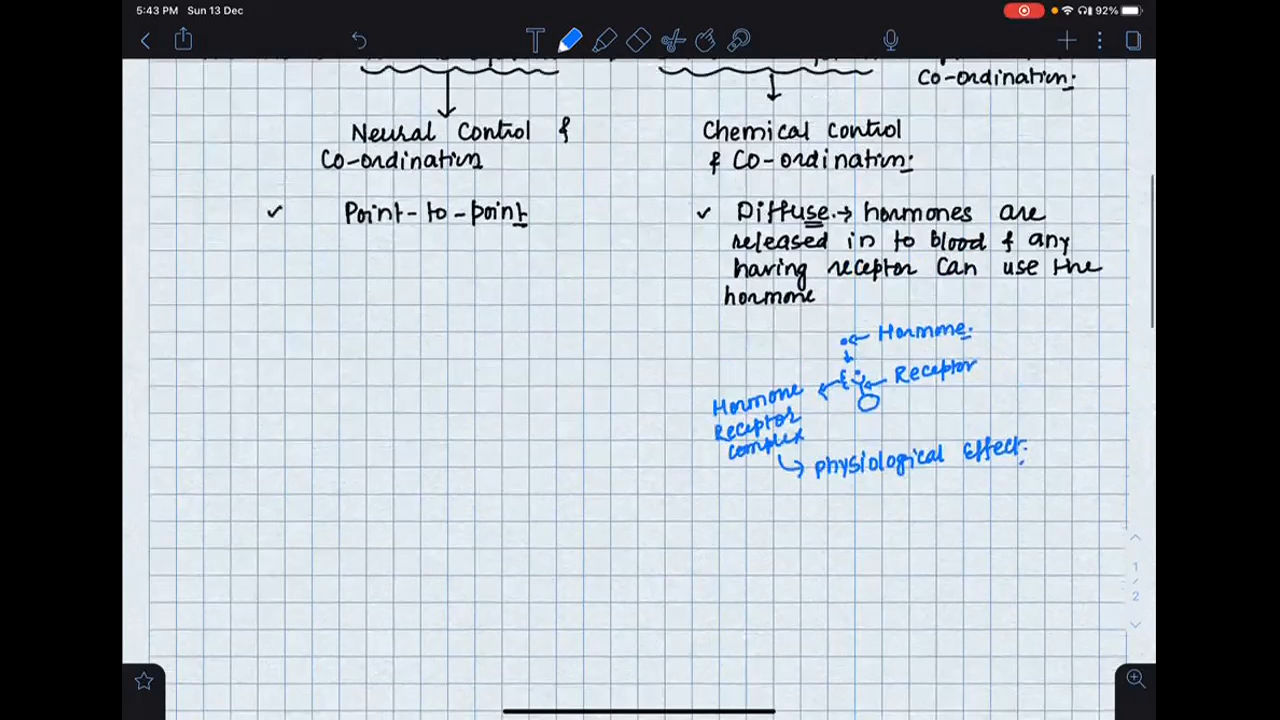 5:43 PM Sun 13 Dec
92%
Co-ordination.
Neural Control &
Co-ordination
Chemical Control
& Co-ordination.
✓ Point-to-point
✓ Diffuse → hormones are
released in to blood & any
having receptor can use the
hormone
Hormone.
Receptor
Hormone
Receptor
complex
physiological Effect.
1
/
2